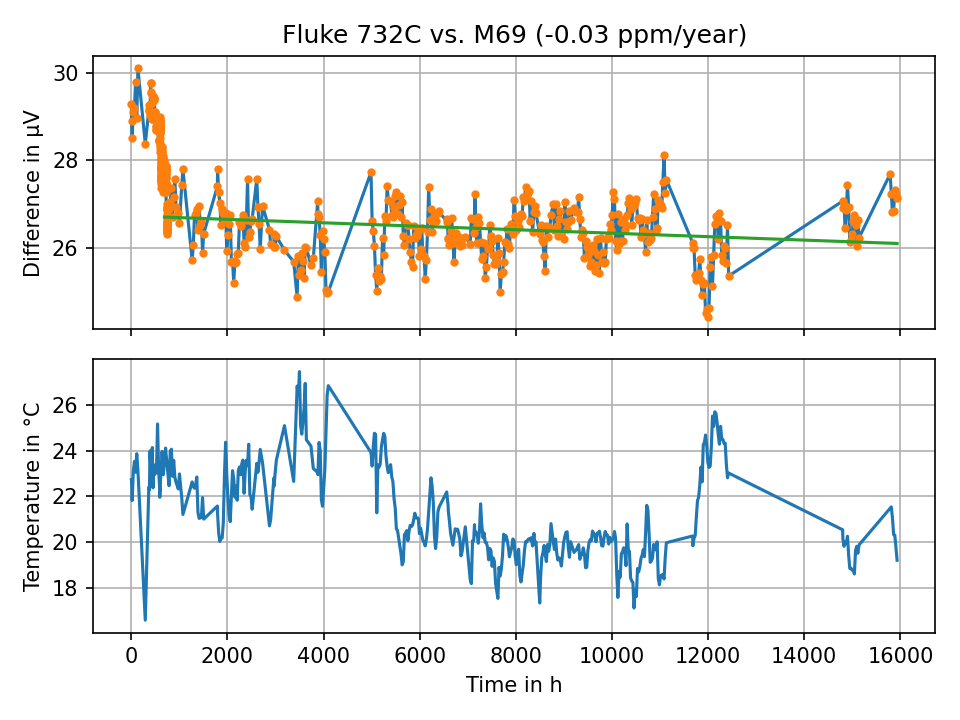 Fluke 732C vs. M69 (-0.03 ppm/year)
Difference in µV
30
28
26
Temperature in °C
26
24
22
20
18
0 2000 4000 6000 8000 10000 12000 14000 16000
Time in h